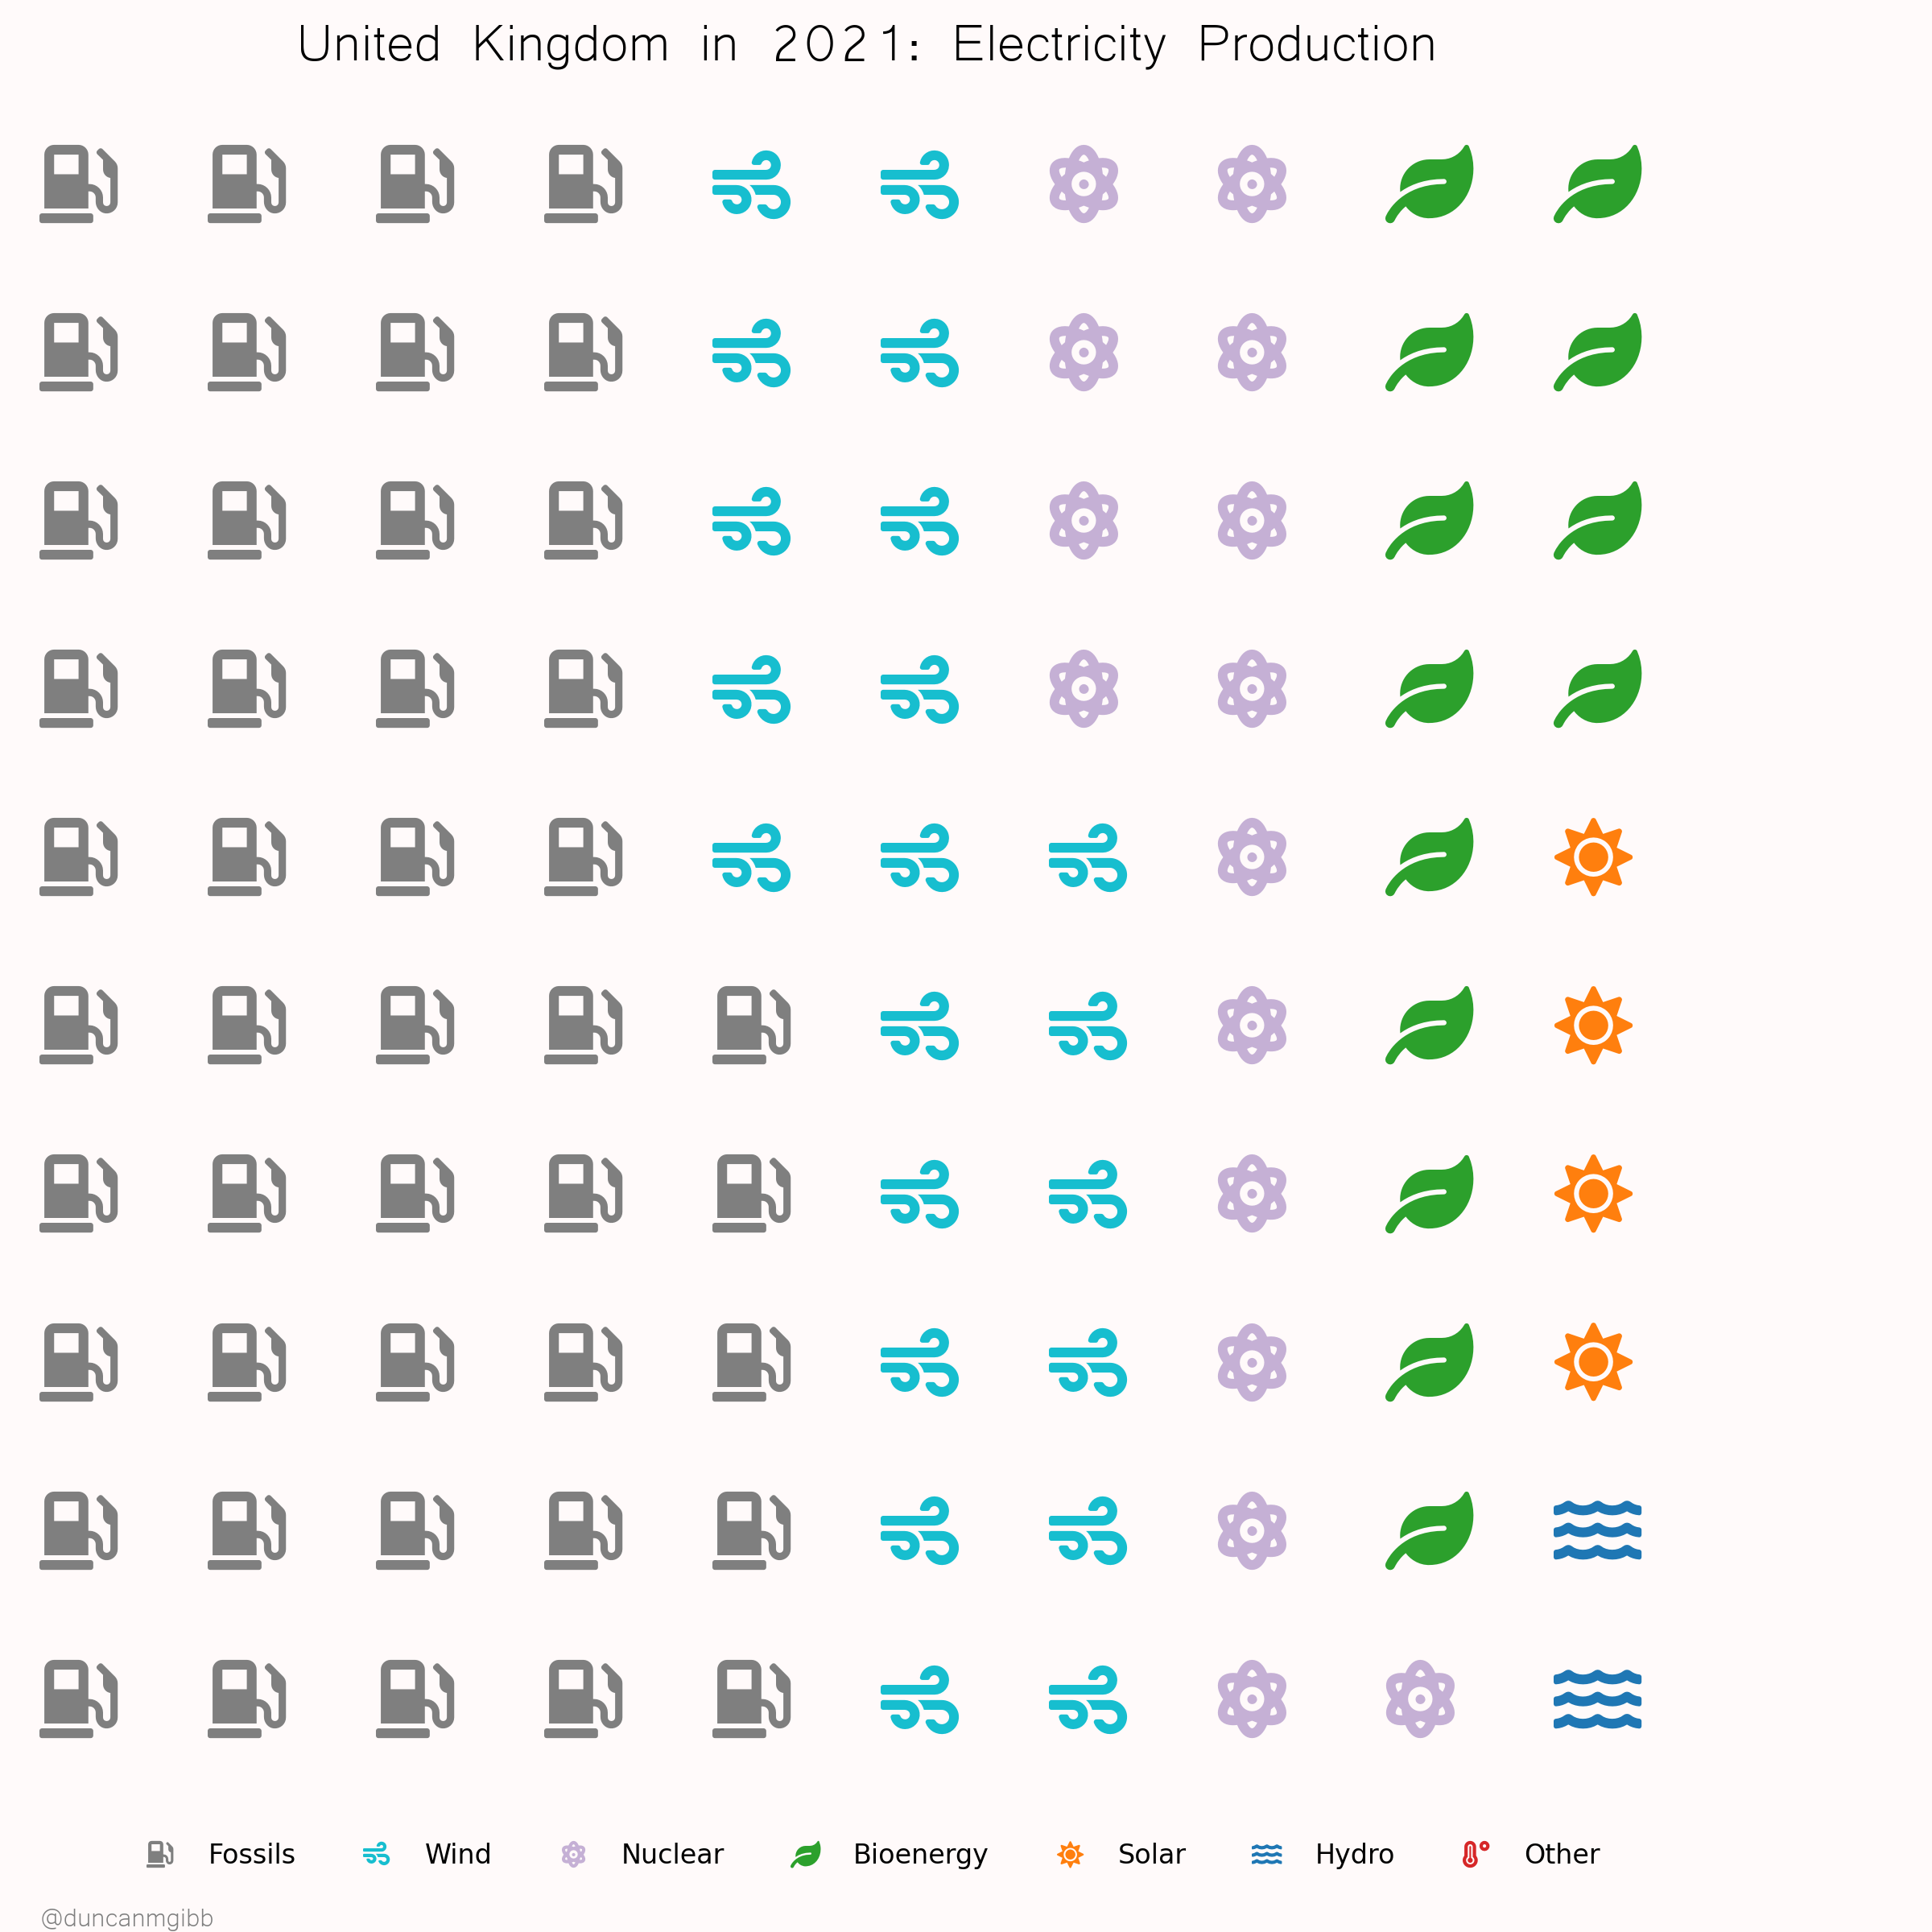 United Kingdom in 2021: Electricity Production
Fossils Wind Nuclear Bioenergy Solar Hydro Other
@duncanmgibb